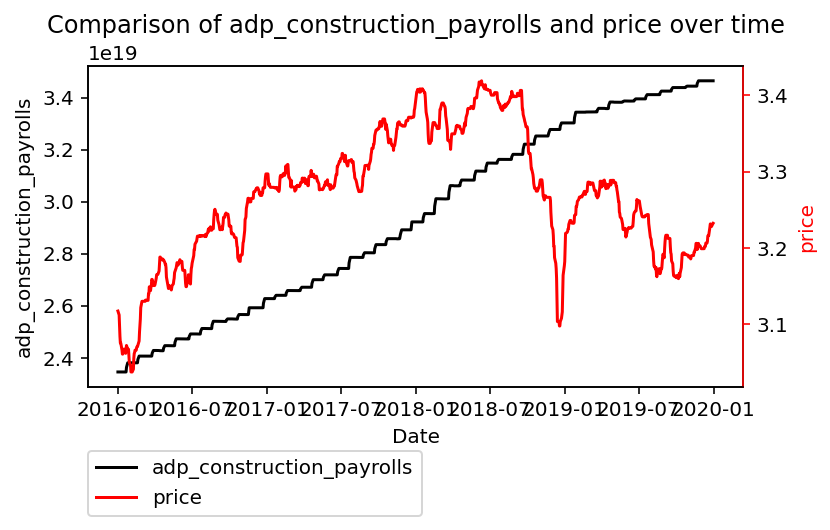 Comparison of adp_construction_payrolls and price over time
1e19
3.4
3.2
3.0
2.8
2.6
2.4
adp_construction_payrolls
3.4
3.3
3.2
3.1
price
2016-01 2016-07 2017-01 2017-07 2018-01 2018-07 2019-01 2019-07 2020-01
Date
adp_construction_payrolls
price